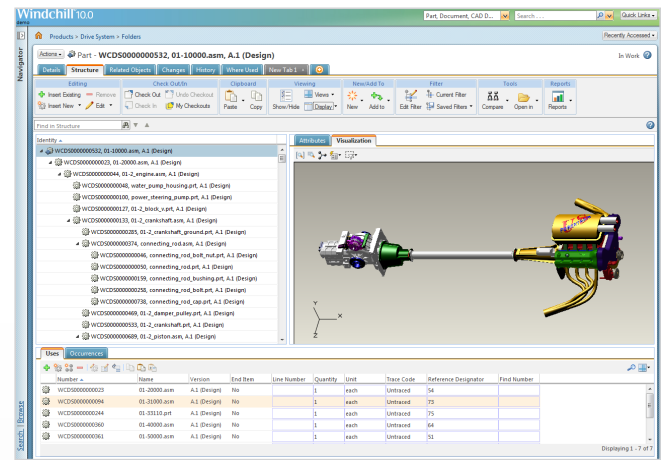 Windchill 10.0
demo
Part, Document, CAD D...
Search ...
Quick Links
Products > Drive System > Folders
Recently Accessed
Navigator
Actions
Part - WCDS0000000532, 01-10000.asm, A.1 (Design)
In Work
Details Structure Related Objects Changes History Where Used New Tab 1
Editing Check Out/In Clipboard Viewing New/Add To Filter Tools Reports
Insert Existing Remove Check Out Undo Checkout Views Current Filter
Insert New Edit Check In My Checkouts Paste Copy Show/Hide Display New Add to Edit Filter Saved Filters Compare Open in Reports
Find in Structure
Identity
Attributes Visualization
WCDS0000000532, 01-10000.asm, A.1 (Design)
WCDS0000000023, 01-20000.asm, A.1 (Design)
WCDS0000000044, 01-2_engine.asm, A.1 (Design)
WCDS0000000048, water_pump_housing.prt, A.1 (Design)
WCDS0000000100, power_steering_pump.prt, A.1 (Design)
WCDS0000000127, 01-2_block_v.prt, A.1 (Design)
WCDS0000000133, 01-2_crankshaft.asm, A.1 (Design)
WCDS0000000285, 01-2_crankshaft_ground.prt, A.1 (Design)
WCDS0000000374, connecting_rod.asm, A.1 (Design)
WCDS0000000046, connecting_rod_bolt_nut.prt, A.1 (Design)
WCDS0000000050, connecting_rod.prt, A.1 (Design)
WCDS0000000159, connecting_rod_bushing.prt, A.1 (Design)
WCDS0000000258, connecting_rod_bolt.prt, A.1 (Design)
WCDS0000000738, connecting_rod_cap.prt, A.1 (Design)
WCDS0000000469, 01-2_damper_pulley.prt, A.1 (Design)
WCDS0000000533, 01-2_crankshaft.prt, A.1 (Design)
WCDS0000000689, 01-2_piston.asm, A.1 (Design)
Y
X
Z
Uses Occurrences
Number Name Version End Item Line Number Quantity Unit Trace Code Reference Designator Find Number
WCDS0000000023 01-20000.asm A.1 (Design) No 1 each Untraced 54
WCDS0000000094 01-31000.asm A.1 (Design) No 1 each Untraced 73
WCDS0000000244 01-33110.prt A.1 (Design) No 1 each Untraced 75
WCDS0000000360 01-40000.asm A.1 (Design) No 1 each Untraced 64
WCDS0000000361 01-50000.asm A.1 (Design) No 1 each Untraced 51
Search | Browse
Displaying 1 - 7 of 7